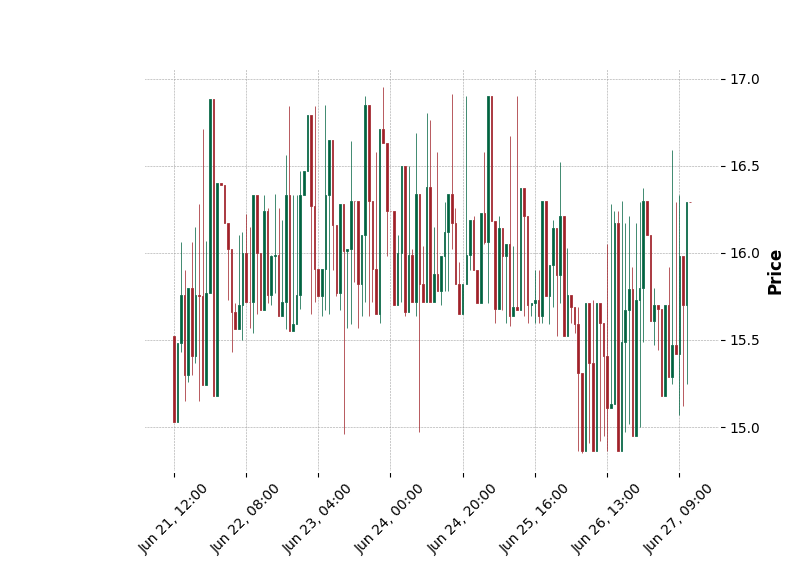 17.0
16.5
16.0
15.5
15.0
Price
Jun 21, 12:00
Jun 22, 08:00
Jun 23, 04:00
Jun 24, 00:00
Jun 24, 20:00
Jun 25, 16:00
Jun 26, 13:00
Jun 27, 09:00